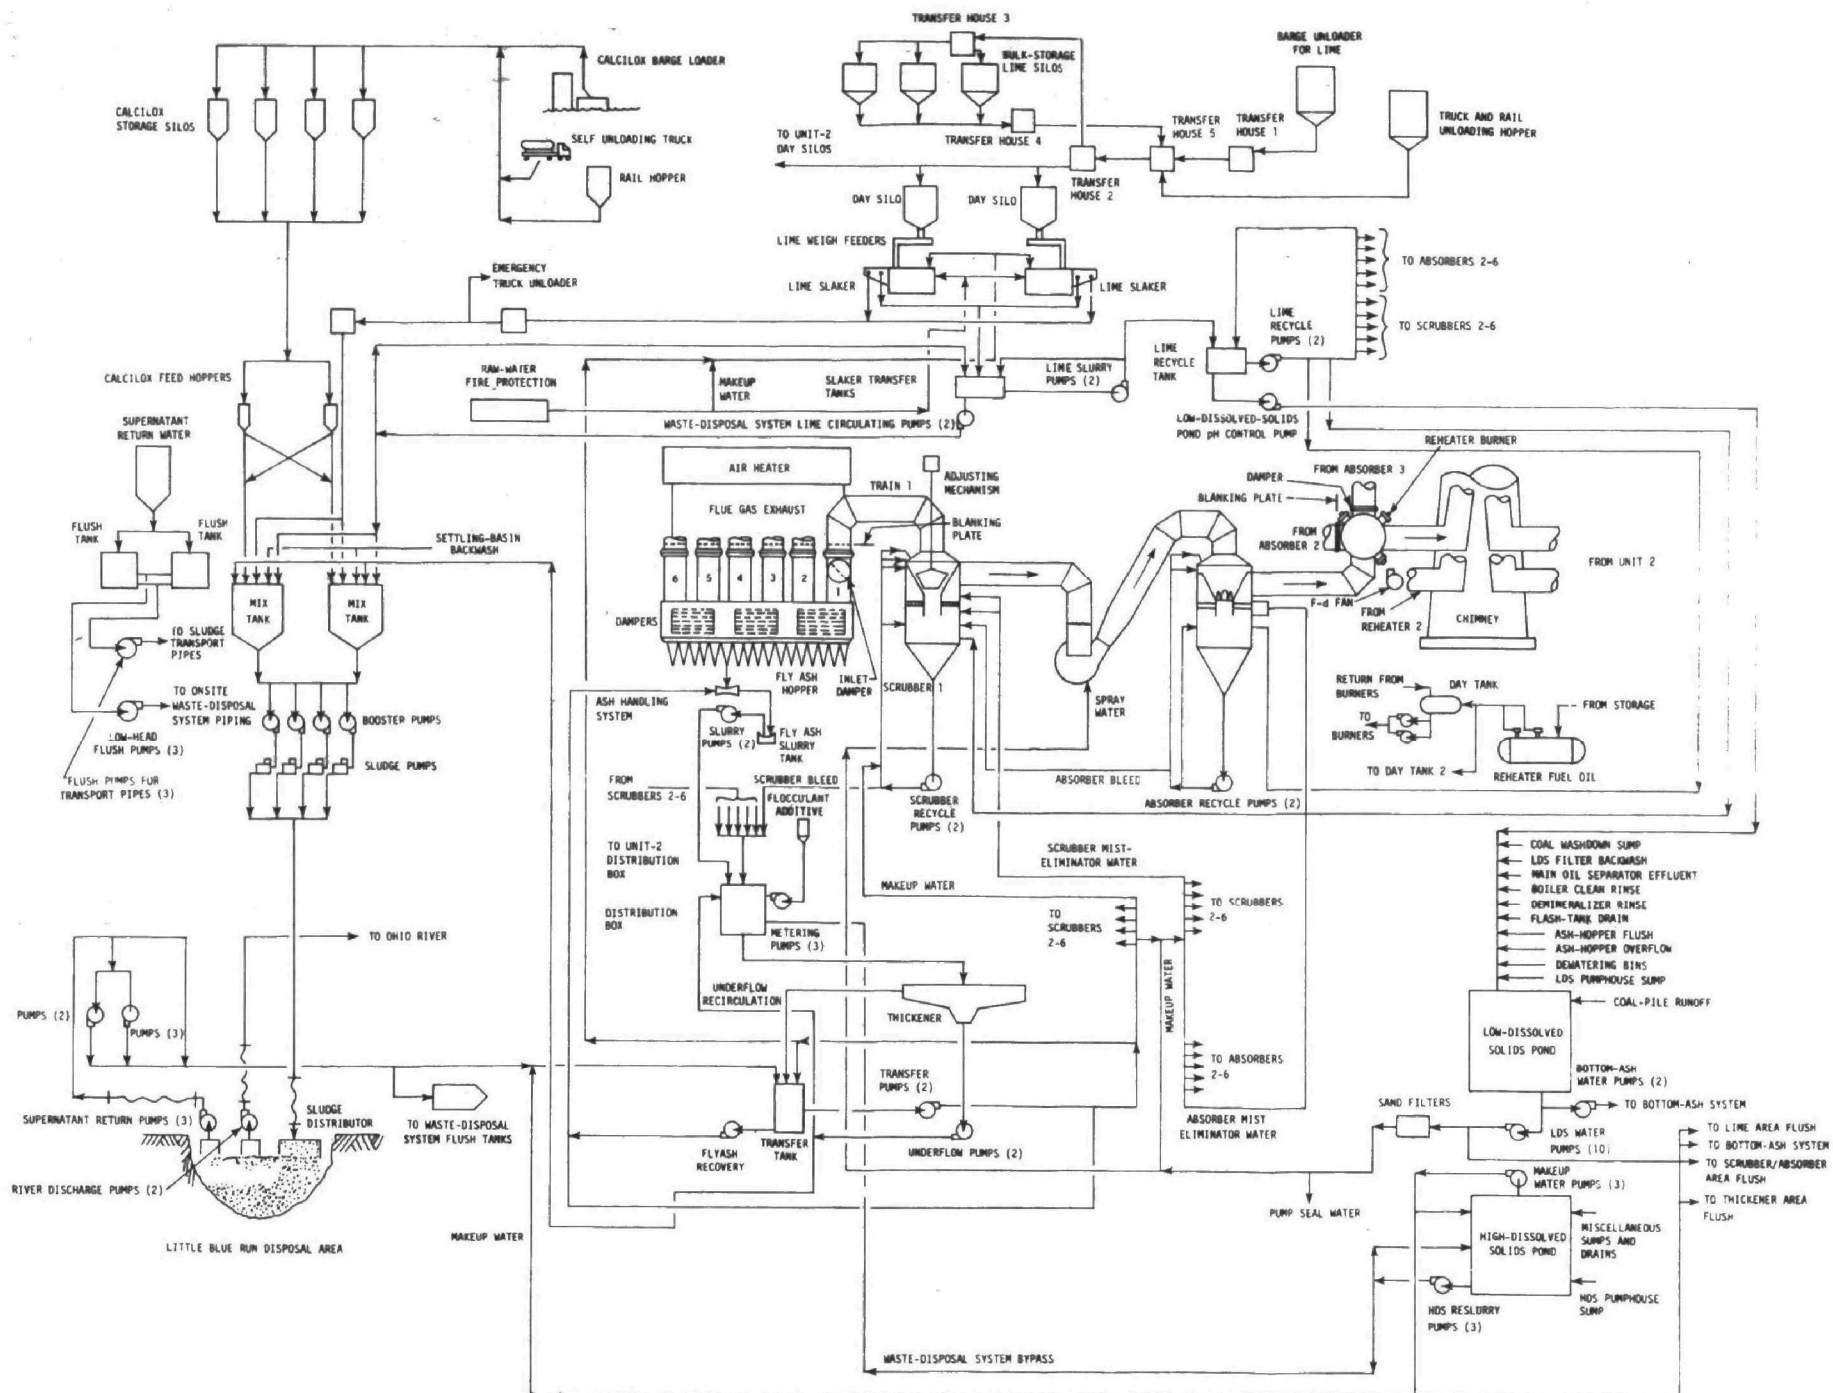 TRANSFER HOUSE 3
BULK-STORAGE
LIME SILOS
BARGE UNLOADER
FOR LIME
CALCILOX BARGE LOADER
CALCILOX
STORAGE SILOS
SELF UNLOADING TRUCK
RAIL HOPPER
TO UNIT-2
DAY SILOS
TRANSFER HOUSE 4
TRANSFER
HOUSE 5
TRANSFER
HOUSE 1
TRUCK AND RAIL
UNLOADING HOPPER
TRANSFER
HOUSE 2
DAY SILO
DAY SILO
LIME WEIGH FEEDERS
LIME SLAKER
LIME SLAKER
EMERGENCY
TRUCK UNLOADER
TO ABSORBERS 2-6
LIME
RECYCLE
PUMPS (2)
TO SCRUBBERS 2-6
LIME
RECYCLE
TANK
CALCILOX FEED HOPPERS
RAW-WATER
FIRE PROTECTION
MAKEUP
WATER
SLAKER TRANSFER
TANKS
LIME SLURRY
PUMPS (2)
WASTE-DISPOSAL SYSTEM LIME CIRCULATING PUMPS (2)
LOW-DISSOLVED-SOLIDS
POND pH CONTROL PUMP
SUPERNATANT
RETURN WATER
REHEATER BURNER
AIR HEATER
ADJUSTING
MECHANISM
TRAIN 1
FROM ABSORBER 3
DAMPER
BLANKING PLATE
FLUE GAS EXHAUST
BLANKING
PLATE
FROM
ABSORBER 2
FLUSH
TANK
FLUSH
TANK
SETTLING-BASIN
BACKWASH
FROM UNIT 2
6
5
4
3
2
MIX
TANK
MIX
TANK
DAMPERS
F-d FAN
FROM
REHEATER 2
CHIMNEY
TO SLUDGE
TRANSPORT
PIPES
FLY ASH
HOPPER
INLET
DAMPER
SCRUBBER 1
SPRAY
WATER
RETURN FROM
BURNERS
DAY TANK
FROM STORAGE
TO
BURNERS
TO DAY TANK 2
REHEATER FUEL OIL
TO ONSITE
WASTE-DISPOSAL
SYSTEM PIPING
LOW-HEAD
FLUSH PUMPS (3)
BOOSTER PUMPS
SLUDGE PUMPS
FLUSH PUMPS FOR
TRANSPORT PIPES (3)
ASH HANDLING
SYSTEM
SLURRY
PUMPS (2)
FLY ASH
SLURRY
TANK
FROM
SCRUBBERS 2-6
SCRUBBER BLEED
FLOCCULANT
ADDITIVE
SCRUBBER
RECYCLE
PUMPS (2)
ABSORBER BLEED
ABSORBER RECYCLE PUMPS (2)
TO UNIT-2
DISTRIBUTION
BOX
DISTRIBUTION
BOX
METERING
PUMPS (3)
SCRUBBER MIST-
ELIMINATOR WATER
MAKEUP WATER
TO
SCRUBBERS
2-6
TO SCRUBBERS
2-6
MAKEUP WATER
COAL WASHDOWN SUMP
LDS FILTER BACKWASH
MAIN OIL SEPARATOR EFFLUENT
BOILER CLEAN RINSE
DEMINERALIZER RINSE
FLASH-TANK DRAIN
ASH-HOPPER FLUSH
ASH-HOPPER OVERFLOW
DEWATERING BINS
LDS PUMPHOUSE SUMP
COAL-PILE RUNOFF
LOW-DISSOLVED
SOLIDS POND
TO OHIO RIVER
PUMPS (2)
PUMPS (3)
UNDERFLOW
RECIRCULATION
THICKENER
TRANSFER
PUMPS (2)
TO ABSORBERS
2-6
BOTTOM-ASH
WATER PUMPS (2)
SAND FILTERS
TO BOTTOM-ASH SYSTEM
SUPERNATANT RETURN PUMPS (3)
SLUDGE
DISTRIBUTOR
TO WASTE-DISPOSAL
SYSTEM FLUSH TANKS
FLYASH
RECOVERY
TRANSFER
TANK
UNDERFLOW PUMPS (2)
ABSORBER MIST
ELIMINATOR WATER
LDS WATER
PUMPS (10)
TO LIME AREA FLUSH
TO BOTTOM-ASH SYSTEM
TO SCRUBBER/ABSORBER
AREA FLUSH
TO THICKENER AREA
FLUSH
MAKEUP
WATER PUMPS (3)
RIVER DISCHARGE PUMPS (2)
PUMP SEAL WATER
MISCELLANEOUS
SUMPS AND
DRAINS
HIGH-DISSOLVED
SOLIDS POND
LITTLE BLUE RUN DISPOSAL AREA
MAKEUP WATER
HDS RESLURRY
PUMPS (3)
HDS PUMPHOUSE
SUMP
WASTE-DISPOSAL SYSTEM BYPASS